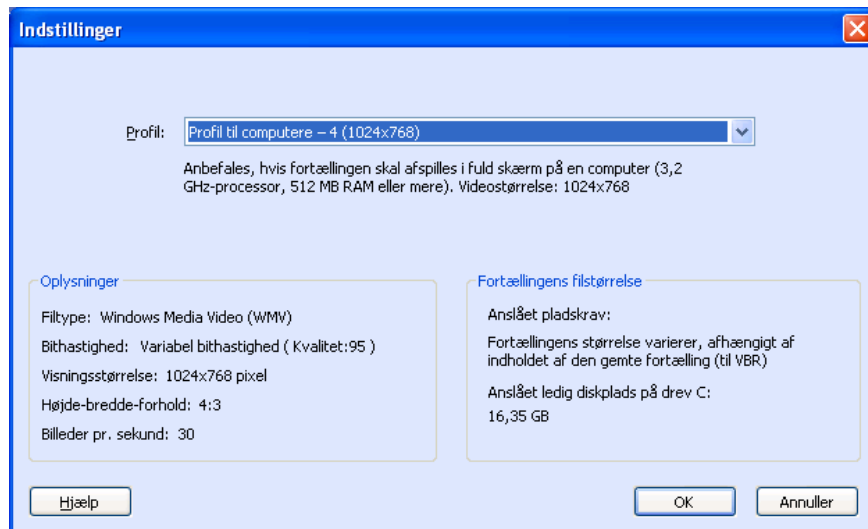 Indstillinger
Profil: Profil til computere – 4 (1024x768)
Anbefales, hvis fortællingen skal afspilles i fuld skærm på en computer (3,2
GHz-processor, 512 MB RAM eller mere). Videostørrelse: 1024x768
Oplysninger
Filtype: Windows Media Video (WMV)
Bithastighed: Variabel bithastighed ( Kvalitet:95 )
Visningsstørrelse: 1024x768 pixel
Højde-bredde-forhold: 4:3
Billeder pr. sekund: 30
Fortællingens filstørrelse
Anslået pladskrav:
Fortællingens størrelse varierer, afhængigt af
indholdet af den gemte fortælling (til VBR)
Anslået ledig diskplads på drev C:
16,35 GB
Hjælp
OK
Annuller